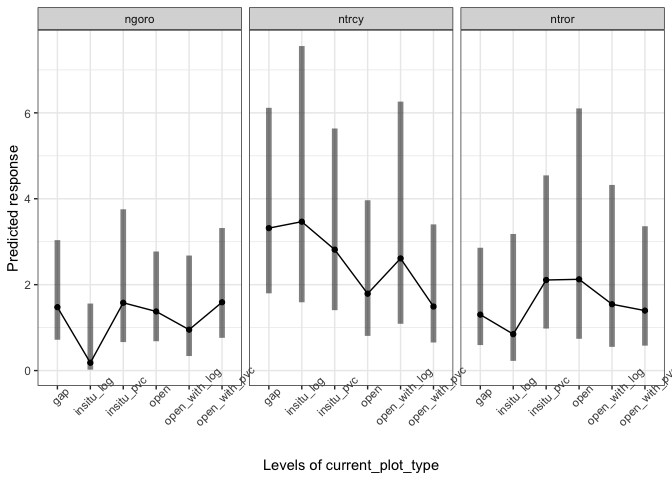 ngoro ntrcy ntror
6
4
2
0
Predicted response
gap insitu_log insitu_pvc open open_with_log open_with_pvc gap insitu_log insitu_pvc open open_with_log open_with_pvc gap insitu_log insitu_pvc open open_with_log open_with_pvc
Levels of current_plot_type